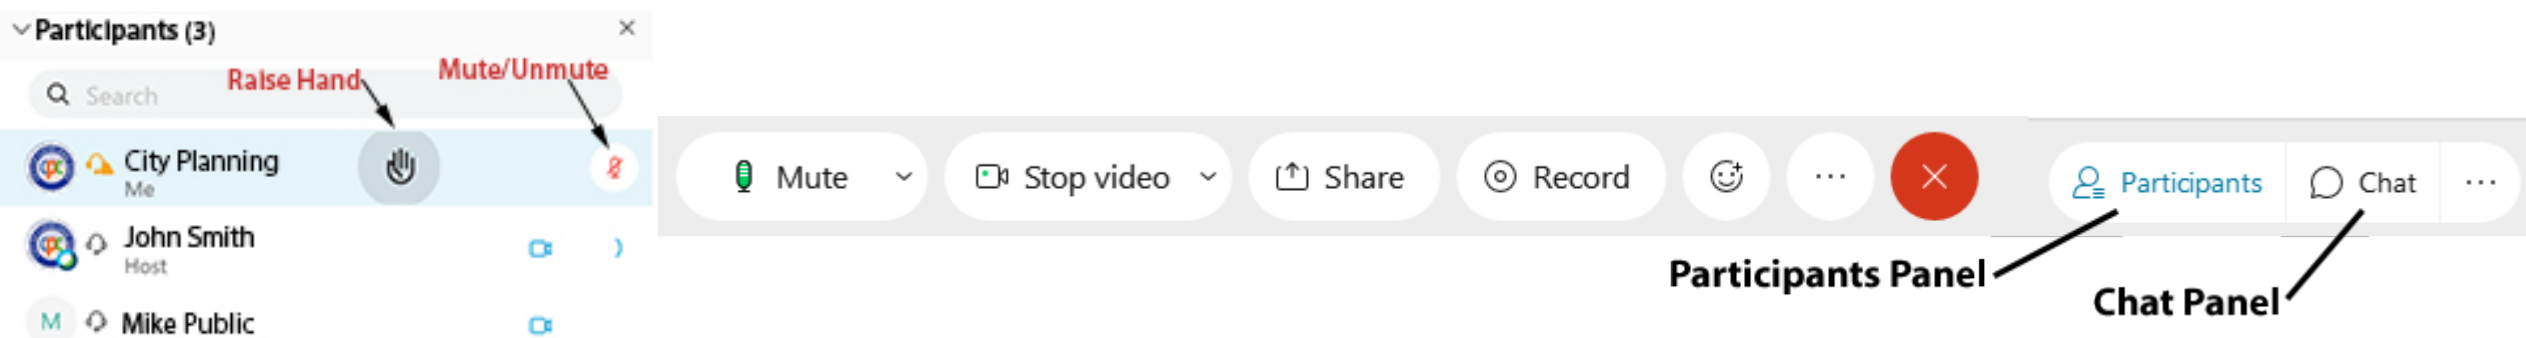 Participants (3)
Raise Hand
Mute/Unmute
Search
City Planning
Me
John Smith
Host
M
Mike Public
Mute
Stop video
Share
Record
Participants
Chat
Participants Panel
Chat Panel